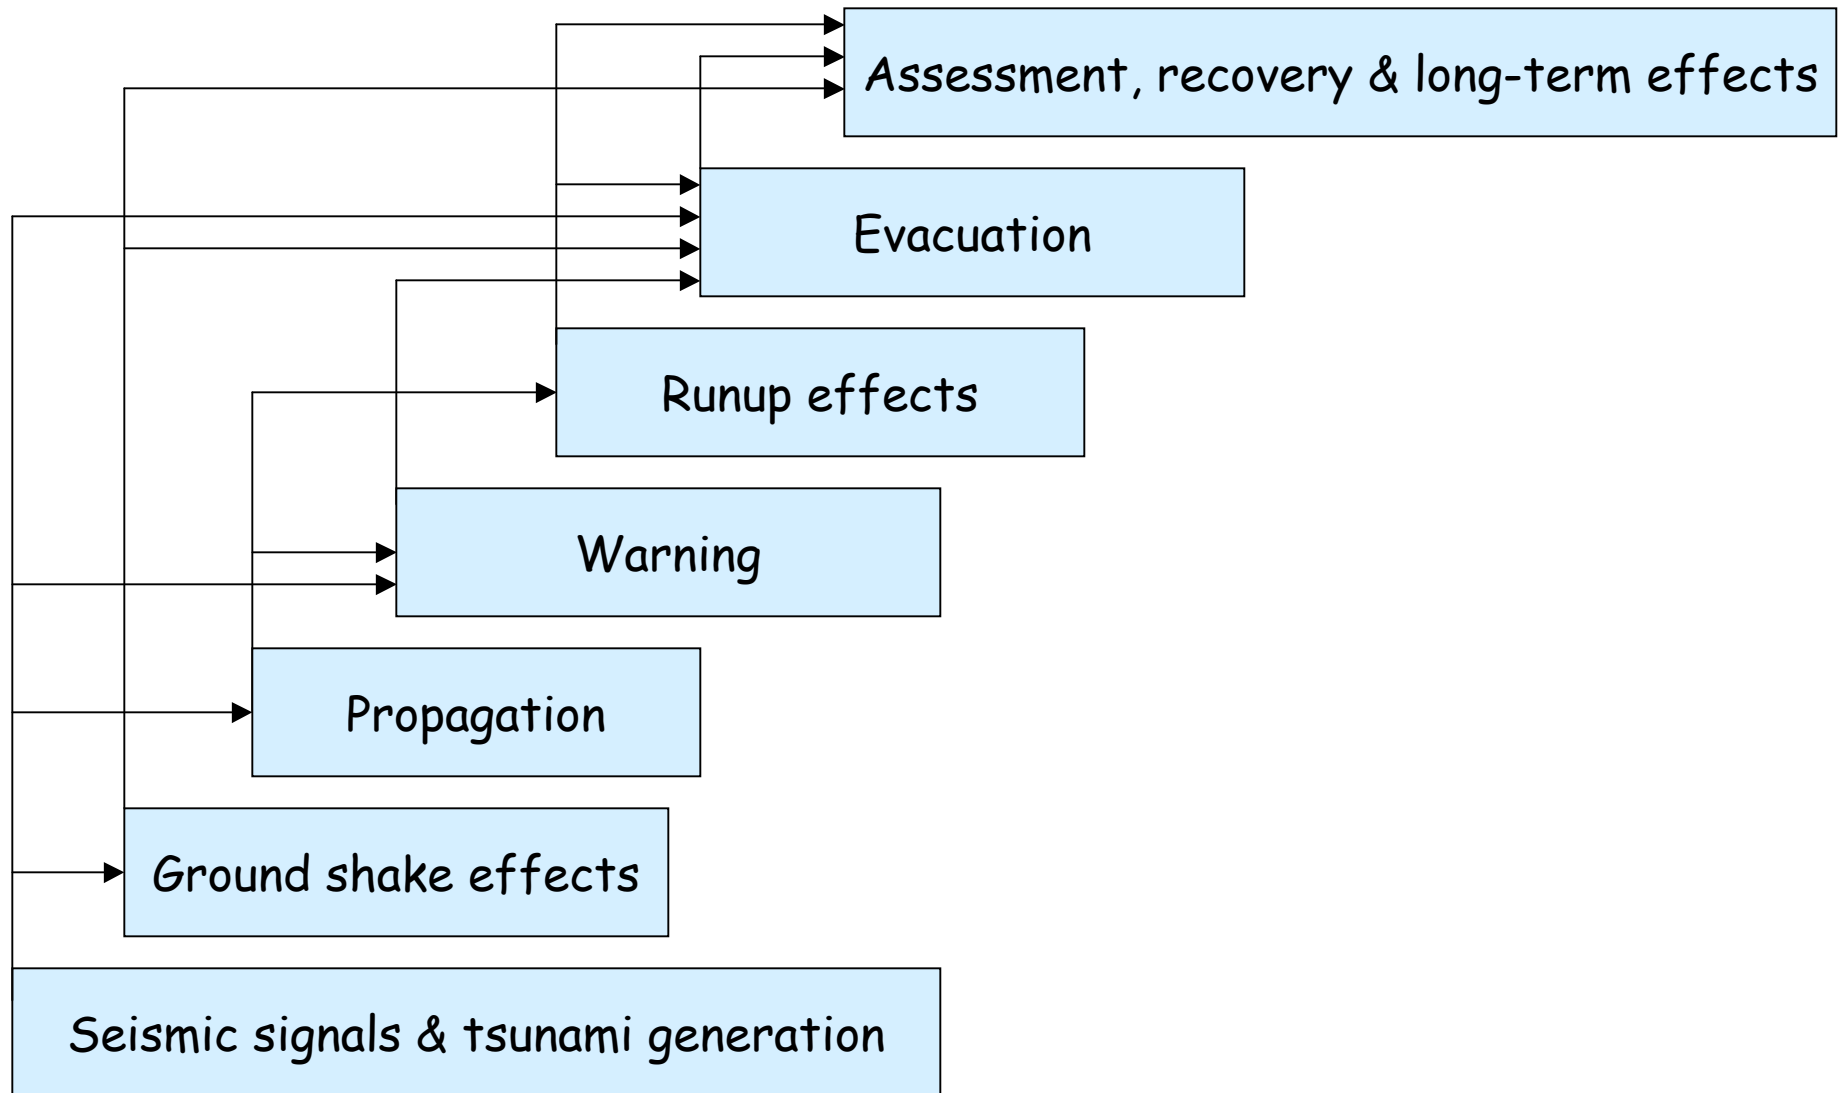 Assessment, recovery & long-term effects
Evacuation
Runup effects
Warning
Propagation
Ground shake effects
Seismic signals & tsunami generation